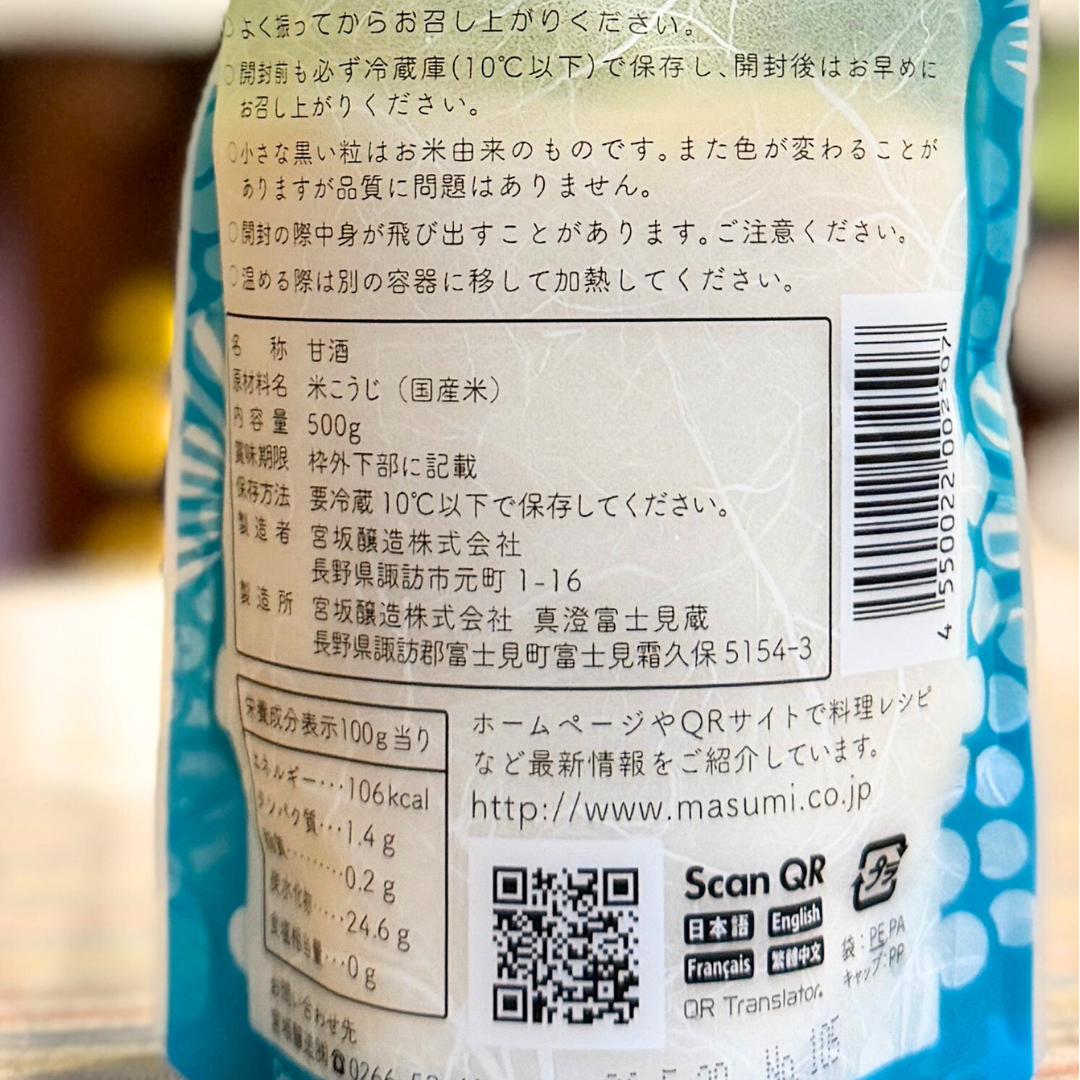 ○よく振ってからお召し上がりください。
○開封前も必ず冷蔵庫(10℃以下)で保存し、開封後はお早めに
お召し上がりください。
○小さな黒い粒はお米由来のものです。また色が変わることが
ありますが品質に問題はありません。
○開封の際中身が飛び出すことがあります。ご注意ください。
○温める際は別の容器に移して加熱してください。
名称 甘酒
原材料名 米こうじ（国産米）
内容量 500g
賞味期限 枠外下部に記載
保存方法 要冷蔵10℃以下で保存してください。
製造者 宮坂醸造株式会社
長野県諏訪市元町 1-16
製造所 宮坂醸造株式会社 真澄富士見蔵
長野県諏訪郡富士見町富士見霜久保 5154-3
4 550022 002507
栄養成分表示100g当り
エネルギー…106kcal
タンパク質…1.4g
脂質………0.2g
炭水化物……24.6g
食塩相当量…0g
ホームページやQRサイトで料理レシピ
など最新情報をご紹介しています。
http://www.masumi.co.jp
Scan QR
日本語 English
Français 繁體中文
QR Translator
プラ
袋：PE,PA
キャップ：PP
お問い合わせ先
宮坂醸造㈱☎0266
No.105